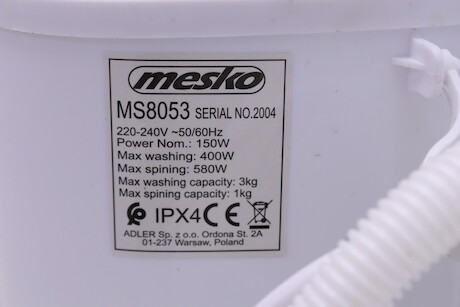 mesko
MS8053 SERIAL NO.2004
220-240V ~50/60Hz
Power Nom.: 150W
Max washing: 400W
Max spining: 580W
Max washing capacity: 3kg
Max spining capacity: 1kg
IPX4 CE
ADLER Sp. z o.o. Ordona St. 2A
01-237 Warsaw, Poland